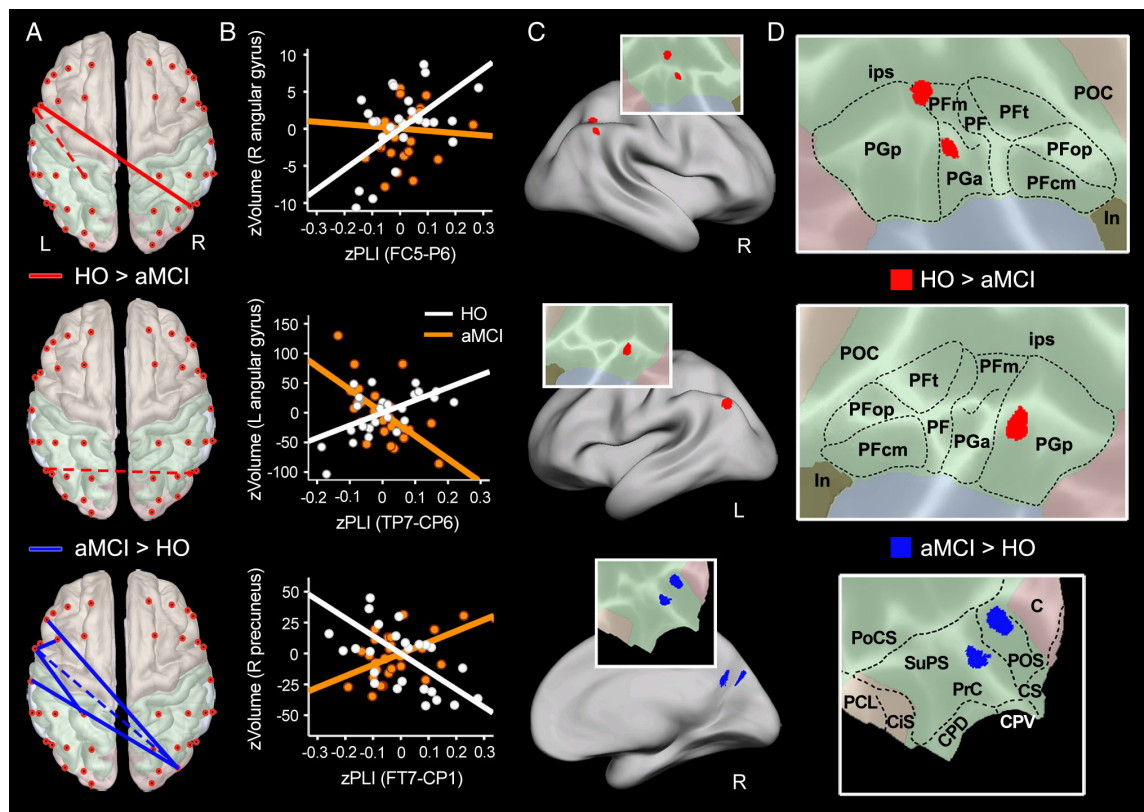 A
B
C
D
L
R
10
5
0
-5
-10
-0.3 -0.2 -0.1 0 0.1 0.2 0.3
zVolume (R angular gyrus)
zPLI (FC5-P6)
R
ips
PFm
PF
PFt
POC
PGp
PGa
PFop
PFcm
In
HO > aMCI
HO > aMCI
150
100
50
0
-50
-100
-0.2 -0.1 0 0.1 0.2 0.3
zVolume (L angular gyrus)
zPLI (TP7-CP6)
HO
aMCI
L
ips
POC
PFm
PFt
PFop
PF
PGa
PGp
PFcm
In
aMCI > HO
aMCI > HO
50
25
0
-25
-50
-0.3 -0.2 -0.1 0 0.1 0.2 0.3
zVolume (R precuneus)
zPLI (FT7-CP1)
R
C
PoCS
SuPS
POS
PrC
CS
PCL
CiS
CPD
CPV